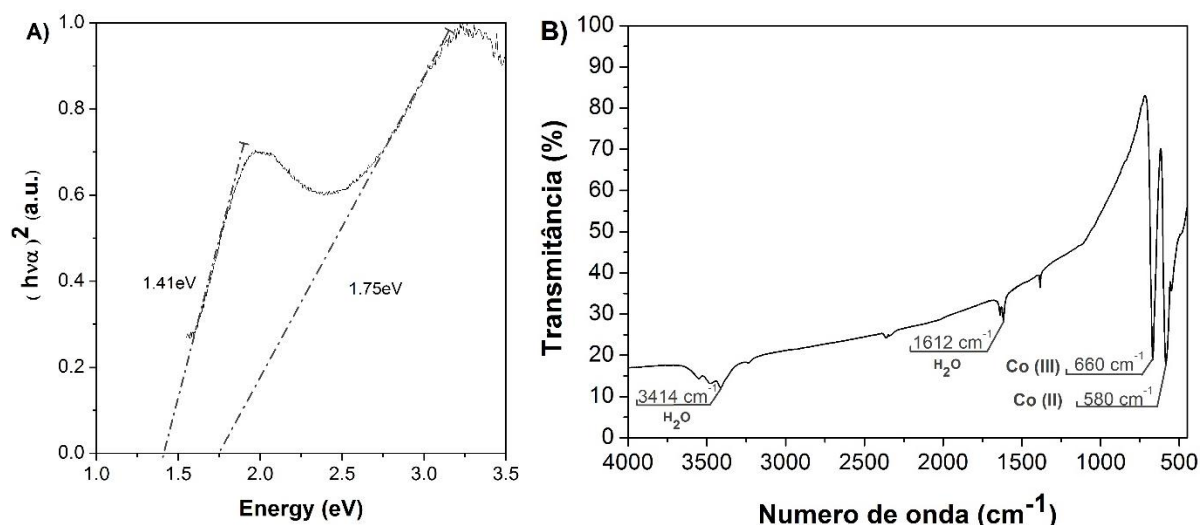 A)
1.0
0.8
0.6
0.4
0.2
0.0
( hνα )² (a.u.)
1.41eV
1.75eV
1.0 1.5 2.0 2.5 3.0 3.5
Energy (eV)
B)
100
90
80
70
60
50
40
30
20
10
0
Transmitância (%)
3414 cm⁻¹
H₂O
1612 cm⁻¹
H₂O
Co (III) 660 cm⁻¹
Co (II) 580 cm⁻¹
4000 3500 3000 2500 2000 1500 1000 500
Numero de onda (cm⁻¹)